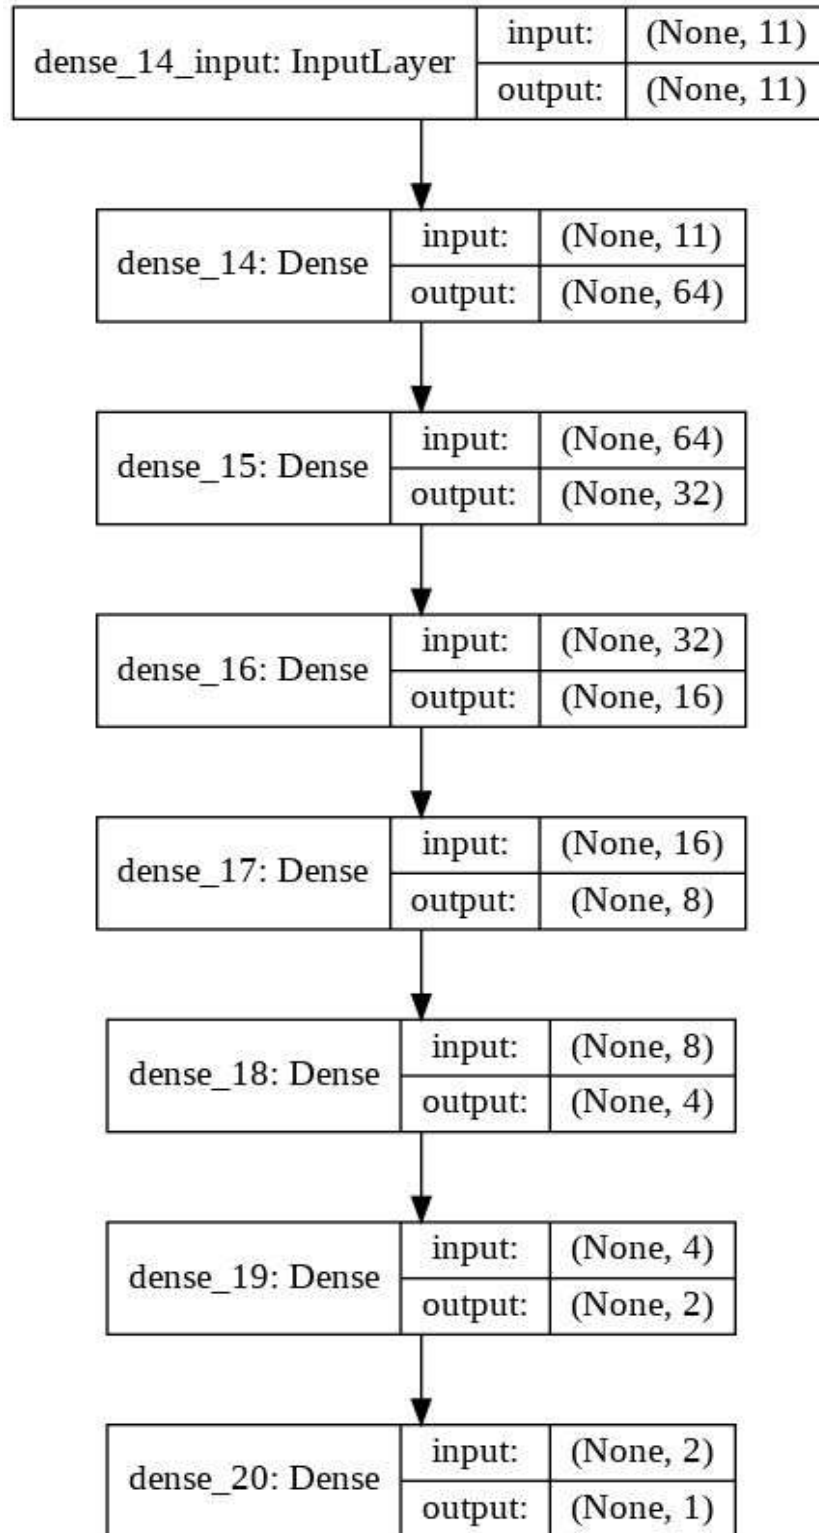 dense_14_input: InputLayer
input: (None, 11)
output: (None, 11)
dense_14: Dense
input: (None, 11)
output: (None, 64)
dense_15: Dense
input: (None, 64)
output: (None, 32)
dense_16: Dense
input: (None, 32)
output: (None, 16)
dense_17: Dense
input: (None, 16)
output: (None, 8)
dense_18: Dense
input: (None, 8)
output: (None, 4)
dense_19: Dense
input: (None, 4)
output: (None, 2)
dense_20: Dense
input: (None, 2)
output: (None, 1)